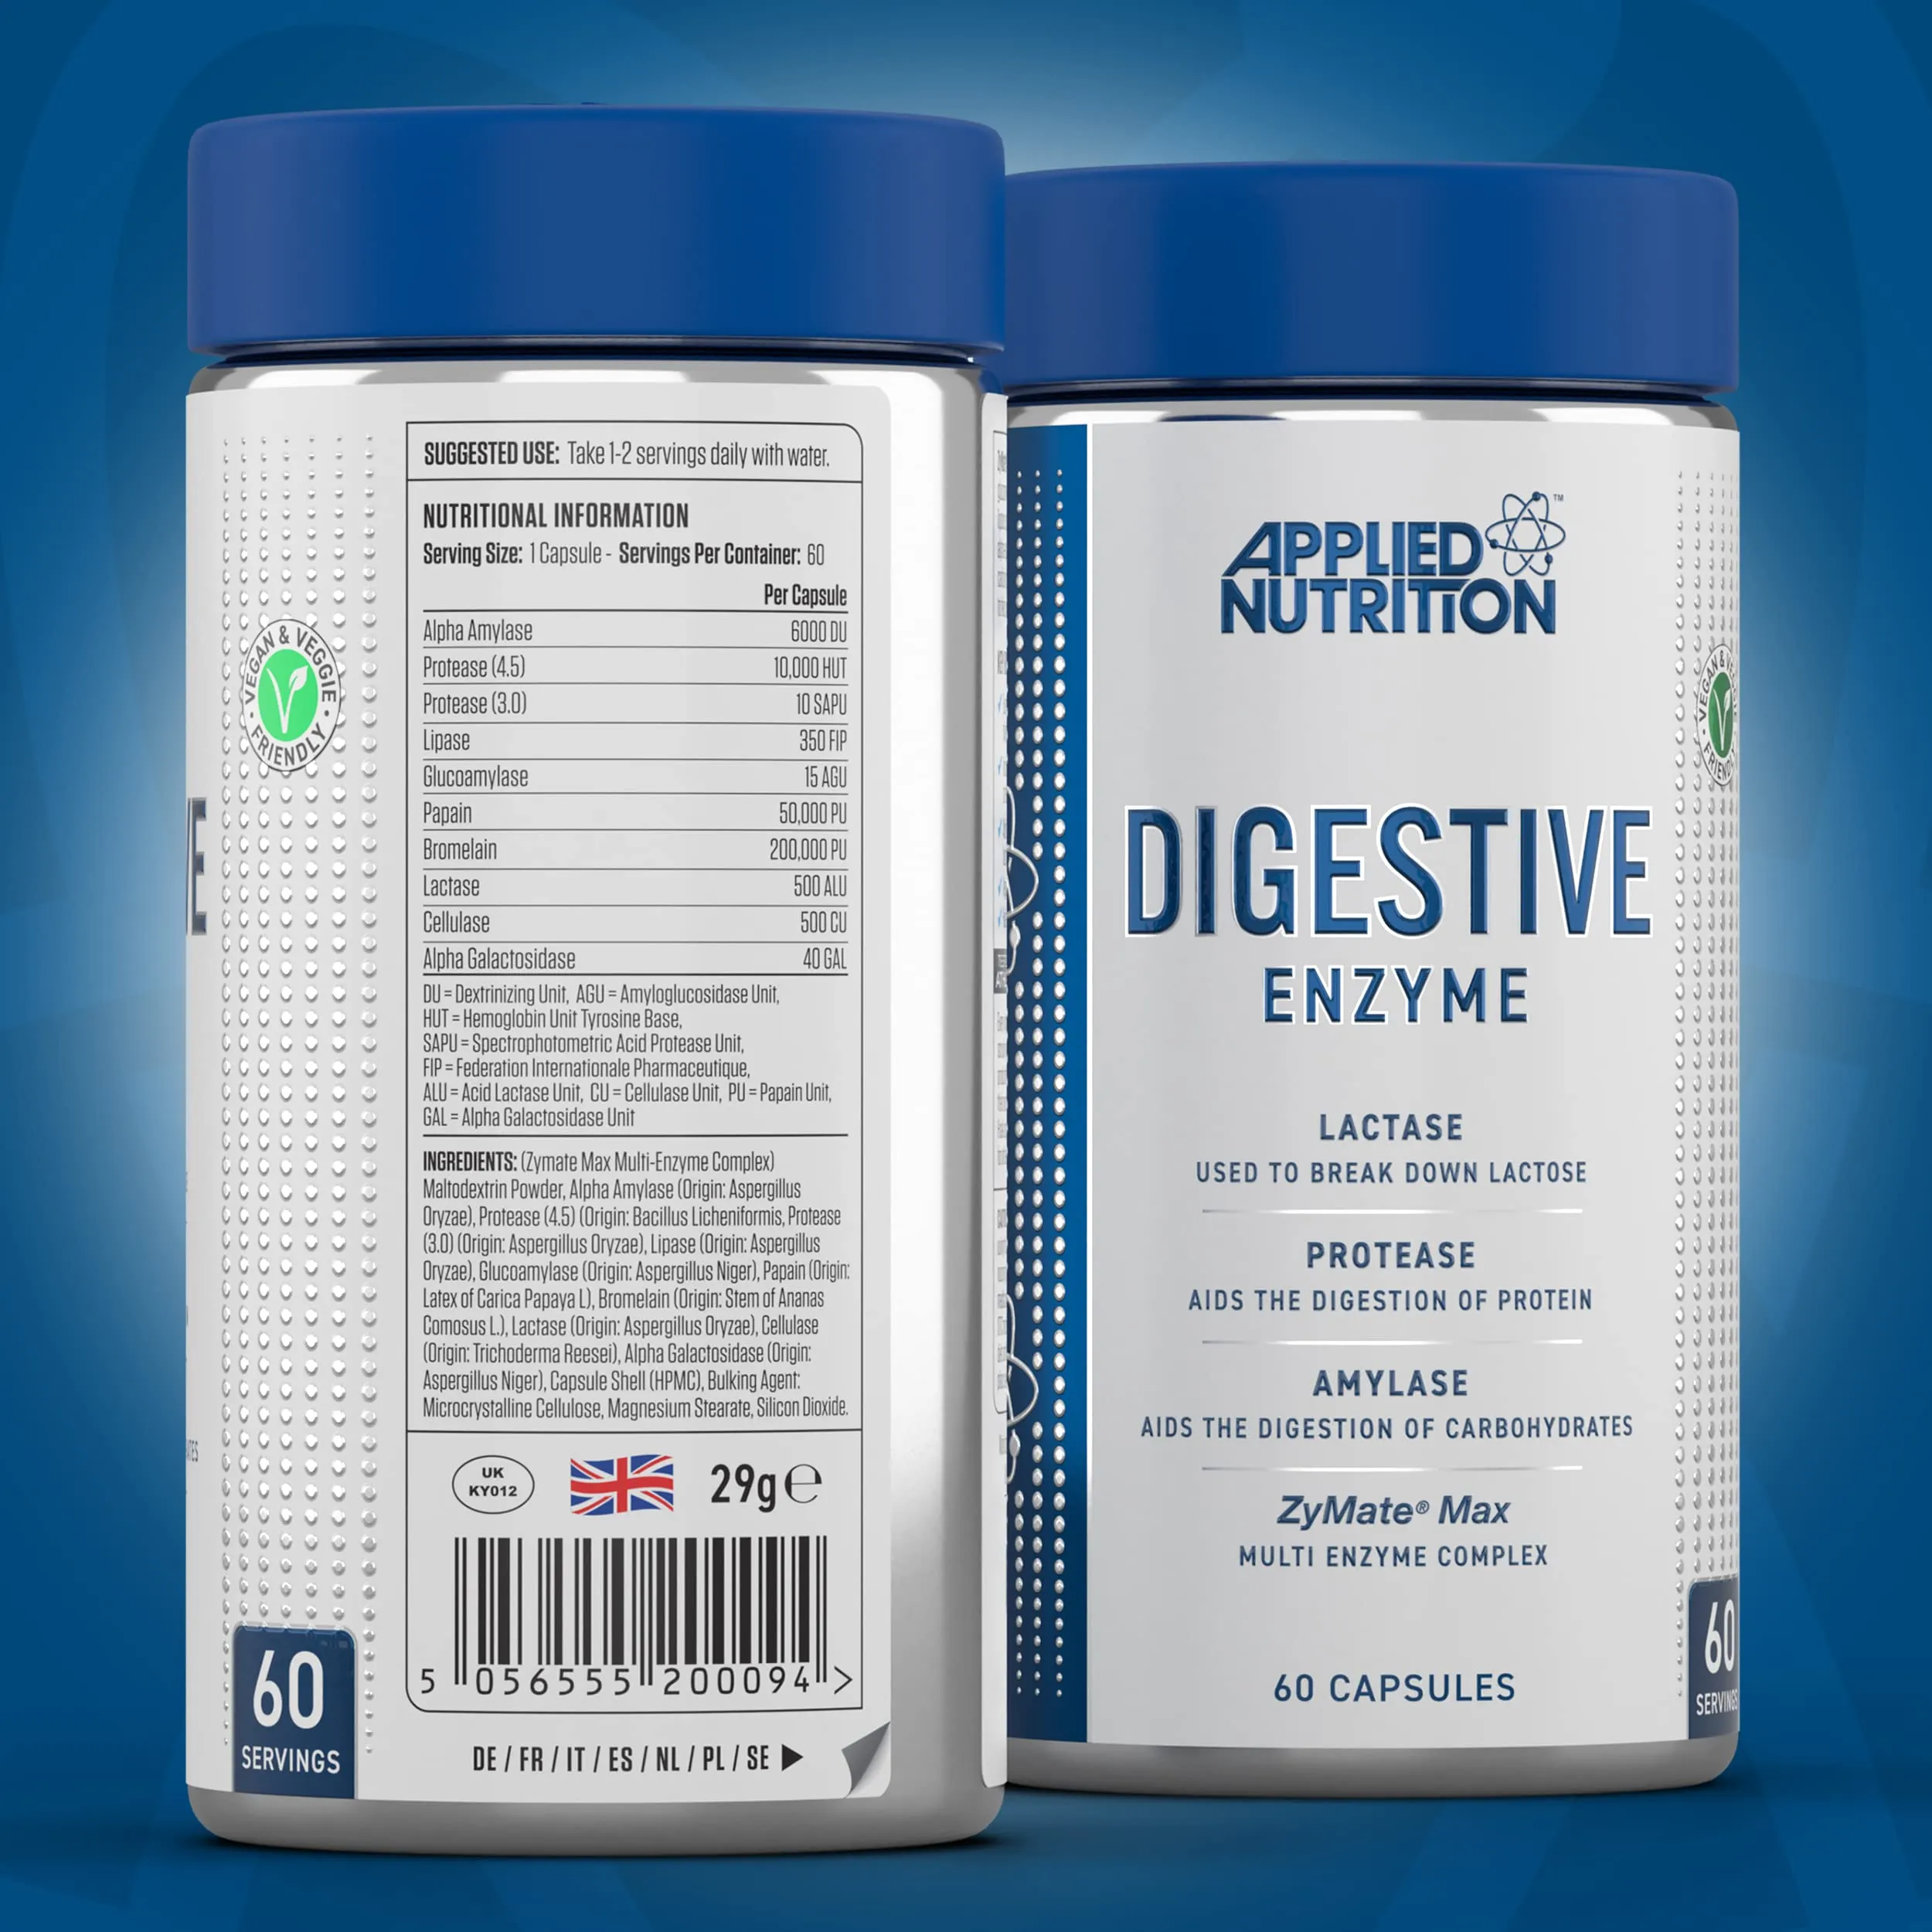 SUGGESTED USE: Take 1-2 servings daily with water.
NUTRITIONAL INFORMATION
Serving Size: 1 Capsule - Servings Per Container: 60
Per Capsule
Alpha Amylase 6000 DU
Protease (4.5) 10,000 HUT
Protease (3.0) 10 SAPU
Lipase 350 FIP
Glucoamylase 15 AGU
Papain 50,000 PU
Bromelain 200,000 PU
Lactase 500 ALU
Cellulase 500 CU
Alpha Galactosidase 40 GAL
DU = Dextrinizing Unit, AGU = Amyloglucosidase Unit,
HUT = Hemoglobin Unit Tyrosine Base,
SAPU = Spectrophotometric Acid Protease Unit,
FIP = Federation Internationale Pharmaceutique,
ALU = Acid Lactase Unit, CU = Cellulase Unit, PU = Papain Unit,
GAL = Alpha Galactosidase Unit
INGREDIENTS: (Zymate Max Multi-Enzyme Complex)
Maltodextrin Powder, Alpha Amylase (Origin: Aspergillus
Oryzae), Protease (4.5) (Origin: Bacillus Licheniformis, Protease
(3.0) (Origin: Aspergillus Oryzae), Lipase (Origin: Aspergillus
Oryzae), Glucoamylase (Origin: Aspergillus Niger), Papain (Origin:
Latex of Carica Papaya L), Bromelain (Origin: Stem of Ananas
Comosus L.), Lactase (Origin: Aspergillus Oryzae), Cellulase
(Origin: Trichoderma Reesei), Alpha Galactosidase (Origin:
Aspergillus Niger), Capsule Shell (HPMC), Bulking Agent:
Microcrystalline Cellulose, Magnesium Stearate, Silicon Dioxide.
UK
KY012
29g ℮
5 056555 200094 >
DE / FR / IT / ES / NL / PL / SE ▶
VEGAN & VEGGIE
FRIENDLY
60
SERVINGS
APPLIED ™
NUTRITION
DIGESTIVE
ENZYME
LACTASE
USED TO BREAK DOWN LACTOSE
PROTEASE
AIDS THE DIGESTION OF PROTEIN
AMYLASE
AIDS THE DIGESTION OF CARBOHYDRATES
ZyMate® Max
MULTI ENZYME COMPLEX
60 CAPSULES
60